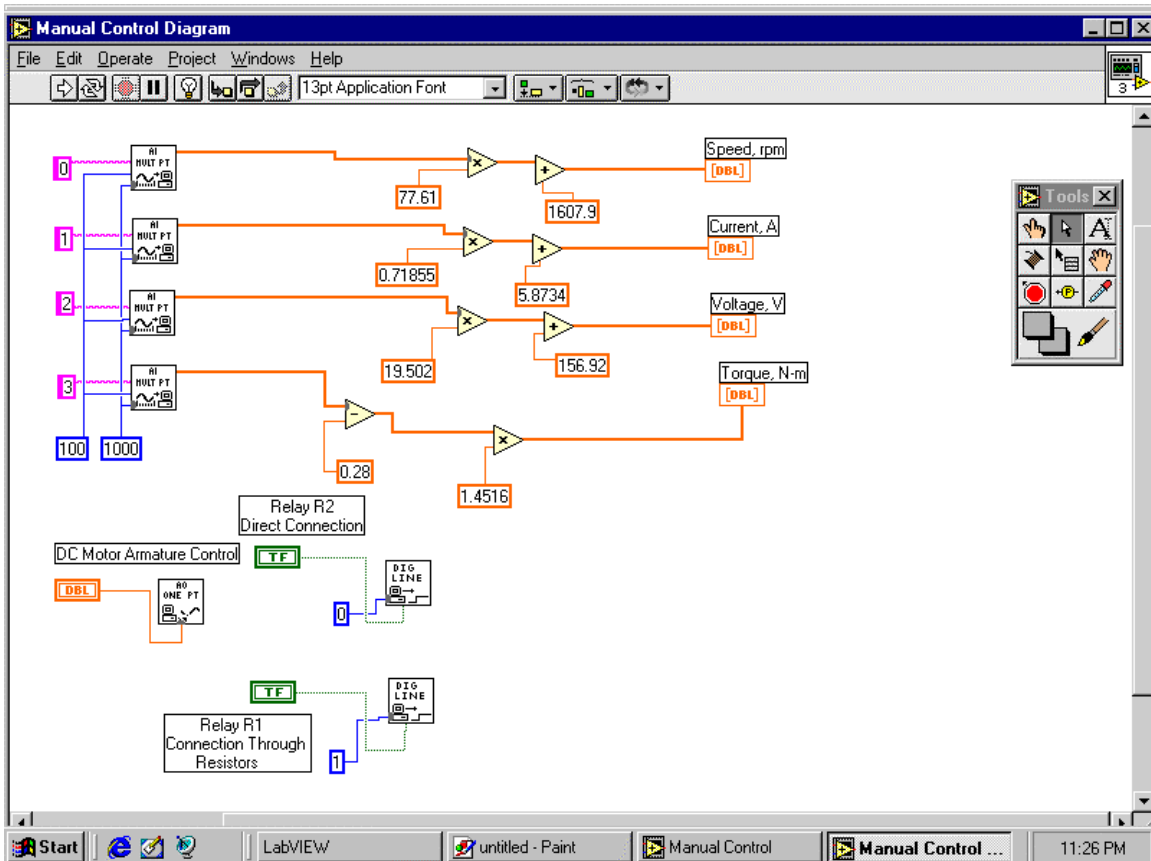 Manual Control Diagram
File Edit Operate Project Windows Help
13pt Application Font
3
Tools
A
P
0
AI
MULT PT
77.61
1607.9
Speed, rpm
[DBL]
1
AI
MULT PT
0.71855
5.8734
Current, A
[DBL]
2
AI
MULT PT
19.502
156.92
Voltage, V
[DBL]
3
AI
MULT PT
0.28
1.4516
Torque, N-m
[DBL]
100 1000
Relay R2
Direct Connection
DC Motor Armature Control
TF
DBL
AO
ONE PT
DIG
LINE
0
TF
DIG
LINE
Relay R1
Connection Through
Resistors
1
Start LabVIEW untitled - Paint Manual Control Manual Control ... 11:26 PM